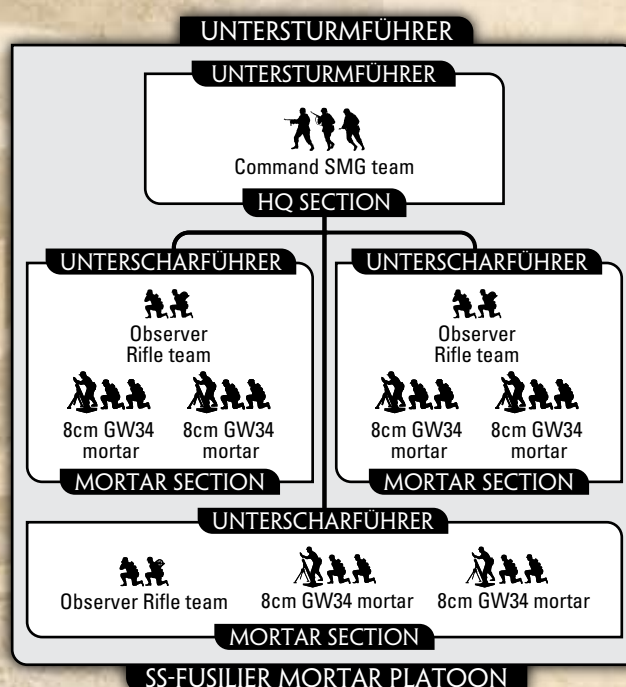 UNTERSTURMFÜHRER
UNTERSTURMFÜHRER
Command SMG team
HQ SECTION
UNTERSCHARFÜHRER
Observer
Rifle team
8cm GW34
mortar
8cm GW34
mortar
MORTAR SECTION
UNTERSCHARFÜHRER
Observer
Rifle team
8cm GW34
mortar
8cm GW34
mortar
MORTAR SECTION
UNTERSCHARFÜHRER
Observer Rifle team
8cm GW34 mortar
8cm GW34 mortar
MORTAR SECTION
SS-FUSILIER MORTAR PLATOON